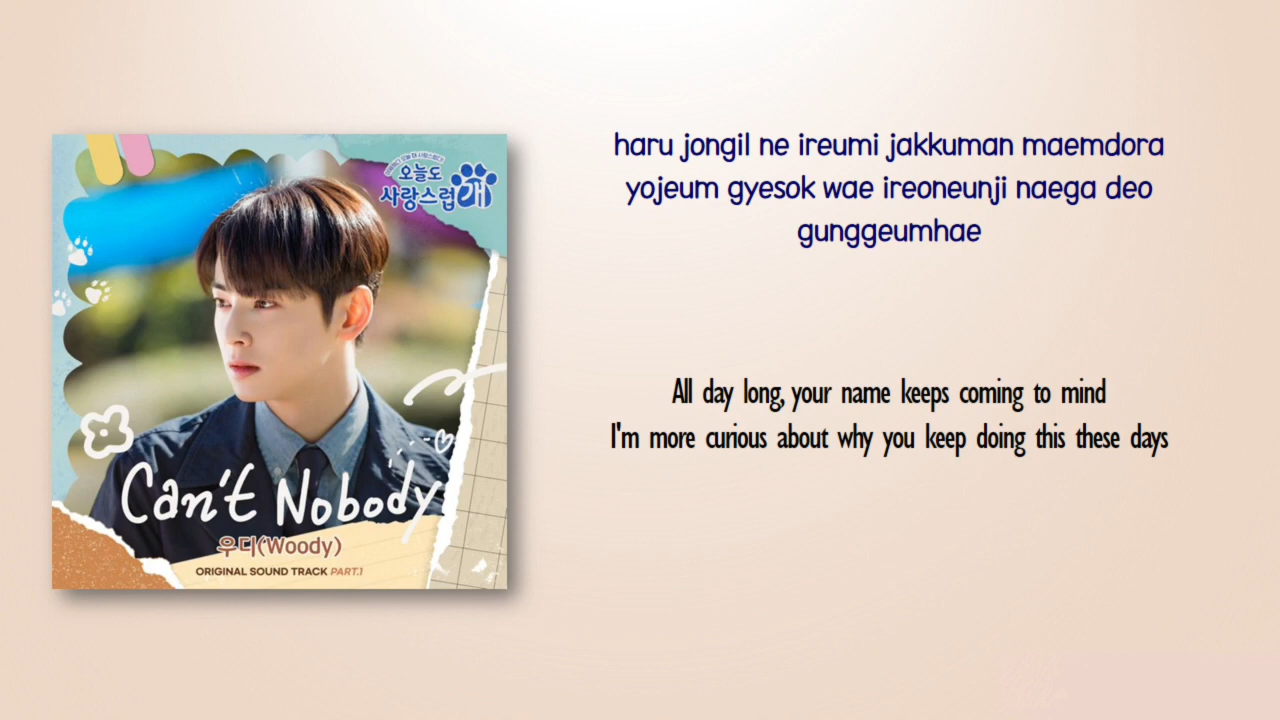 오늘도
사랑스럽개
Can't Nobody
우디(Woody)
ORIGINAL SOUND TRACK PART.1
haru jongil ne ireumi jakkuman maemdora
yojeum gyesok wae ireoneunji naega deo
gunggeumhae
All day long, your name keeps coming to mind
I'm more curious about why you keep doing this these days